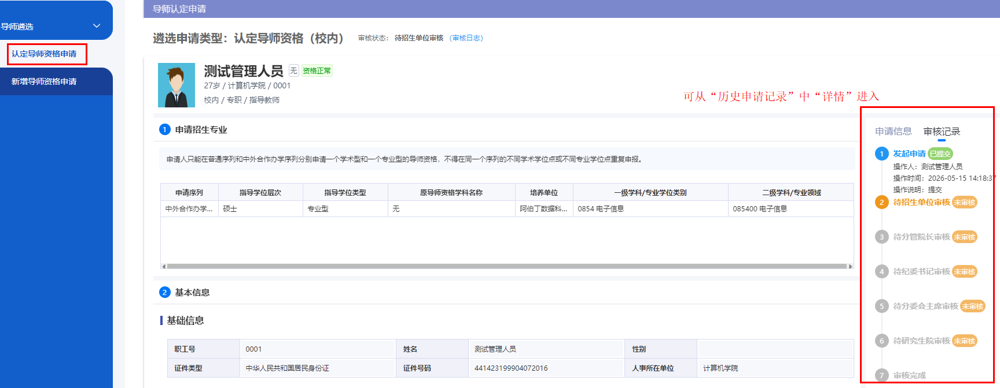 导师遴选
认定导师资格申请
新增导师资格申请
导师认定申请
遴选申请类型：认定导师资格（校内） 审核状态： 待招生单位审核 （审核日志）
测试管理人员 无 资格正常
27岁 / 计算机学院 / 0001
校内 / 专职 / 指导教师
可从“历史申请记录”中“详情”进入
1 申请招生专业
申请人只能在普通序列和中外合作办学序列分别申请一个学术型和一个专业型的导师资格，不得在同一个序列的不同学术学位点或不同专业学位点重复申报。
申请序列 指导学位层次 指导学位类型 原导师资格学科名称 培养单位 一级学科/专业学位类别 二级学科/专业领域
中外合作办学... 硕士 专业型 无 阿伯丁数据科... 0854 电子信息 085400 电子信息
2 基本信息
基础信息
职工号 0001 姓名 测试管理人员 性别
证件类型 中华人民共和国居民身份证 证件号码 441423199904072016 人事所在单位 计算机学院
申请信息 审核记录
1 发起申请 已提交
操作人：测试管理人员
操作时间：2026-05-15 14:18:37
操作说明：提交
2 待招生单位审核 未审核
3 待分管院长审核 未审核
4 待纪委书记审核 未审核
5 待分委会主席审核 未审核
6 待研究生院审核 未审核
7 审核完成